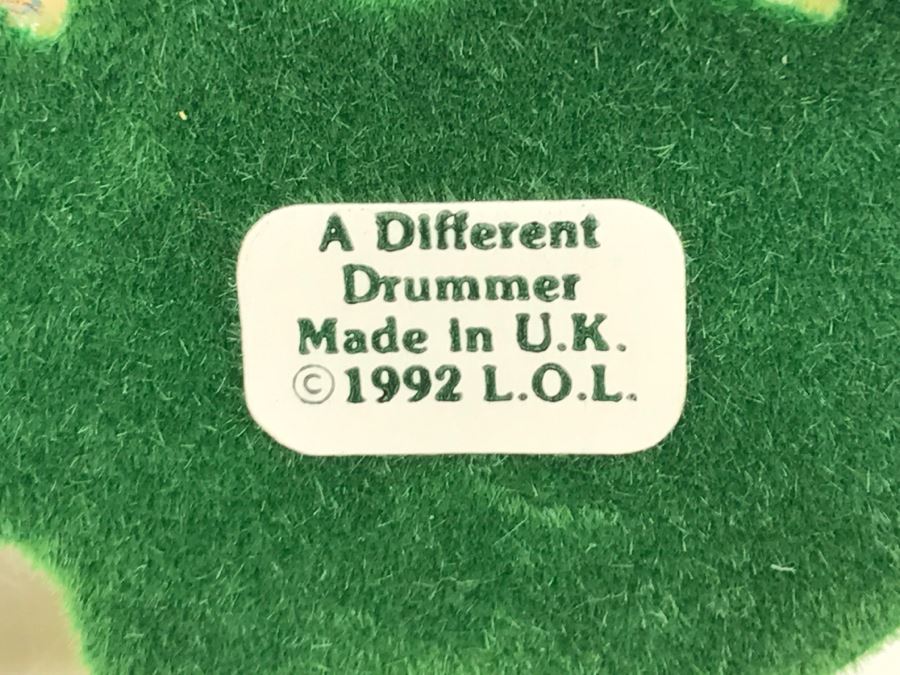 A Different
Drummer
Made in U.K.
©1992 L.O.L.